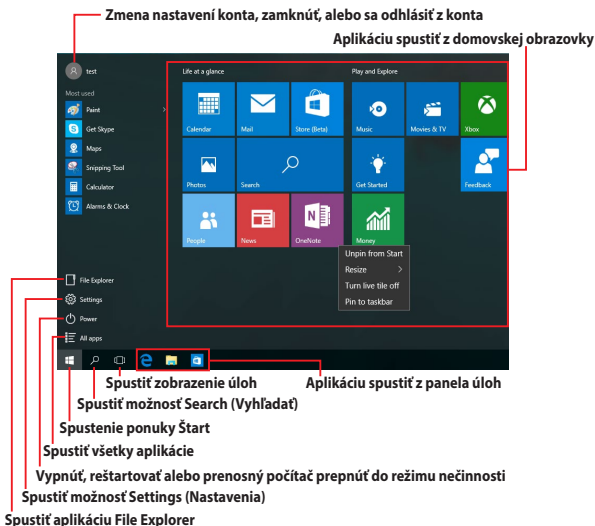 Zmena nastavení konta, zamknúť, alebo sa odhlásiť z konta
Aplikáciu spustiť z domovskej obrazovky
test
Life at a glance
Play and Explore
Most used
Paint
Get Skype
Maps
Snipping Tool
Calculator
Alarms & Clock
Calendar
Mail
Store (Beta)
Music
Movies & TV
Xbox
Photos
Search
Get Started
Feedback
People
News
OneNote
Money
Unpin from Start
Resize
Turn live tile off
Pin to taskbar
File Explorer
Settings
Power
All apps
Spustiť zobrazenie úloh
Aplikáciu spustiť z panela úloh
Spustiť možnosť Search (Vyhľadať)
Spustenie ponuky Štart
Spustiť všetky aplikácie
Vypnúť, reštartovať alebo prenosný počítač prepnúť do režimu nečinnosti
Spustiť možnosť Settings (Nastavenia)
Spustiť aplikáciu File Explorer